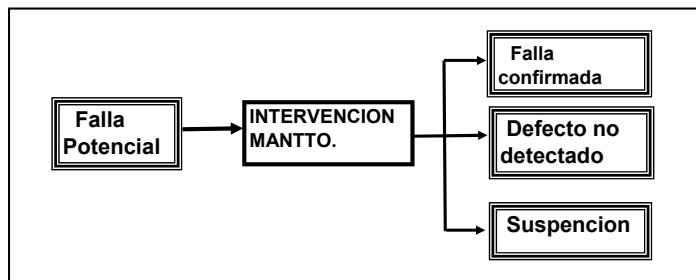 Falla
Potencial
INTERVENCION
MANTTO.
Falla
confirmada
Defecto no
detectado
Suspencion